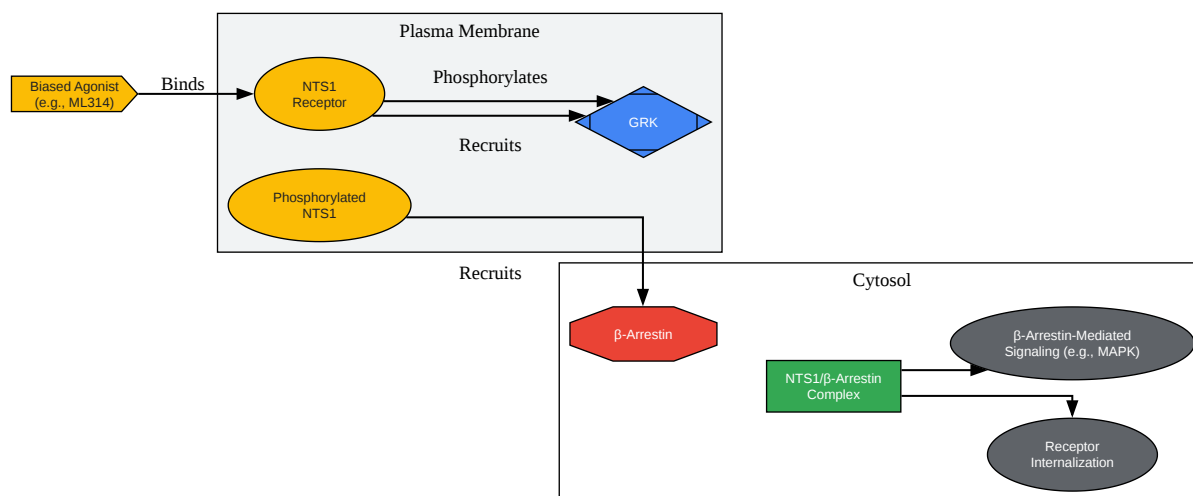 Plasma Membrane
Biased Agonist
(e.g., ML314)
Binds
NTS1
Receptor
Phosphorylates
GRK
Recruits
Phosphorylated
NTS1
Recruits
Cytosol
β-Arrestin
β-Arrestin-Mediated
Signaling (e.g., MAPK)
NTS1/β-Arrestin
Complex
Receptor
Internalization